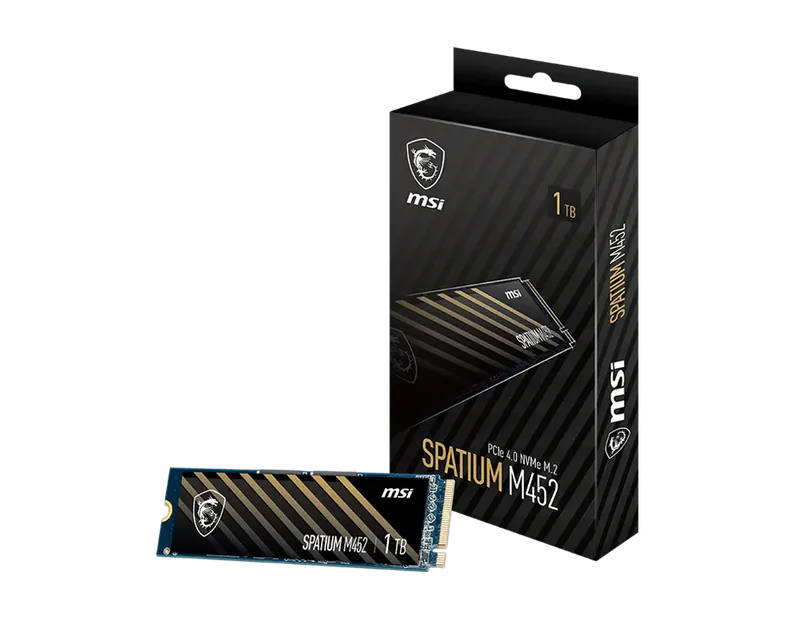 msi
1 TB
msi
SPATIUM M452
PCIe 4.0 NVMe M.2
SPATIUM M452
SPATIUM M452
msi
msi
SPATIUM M452 | 1 TB